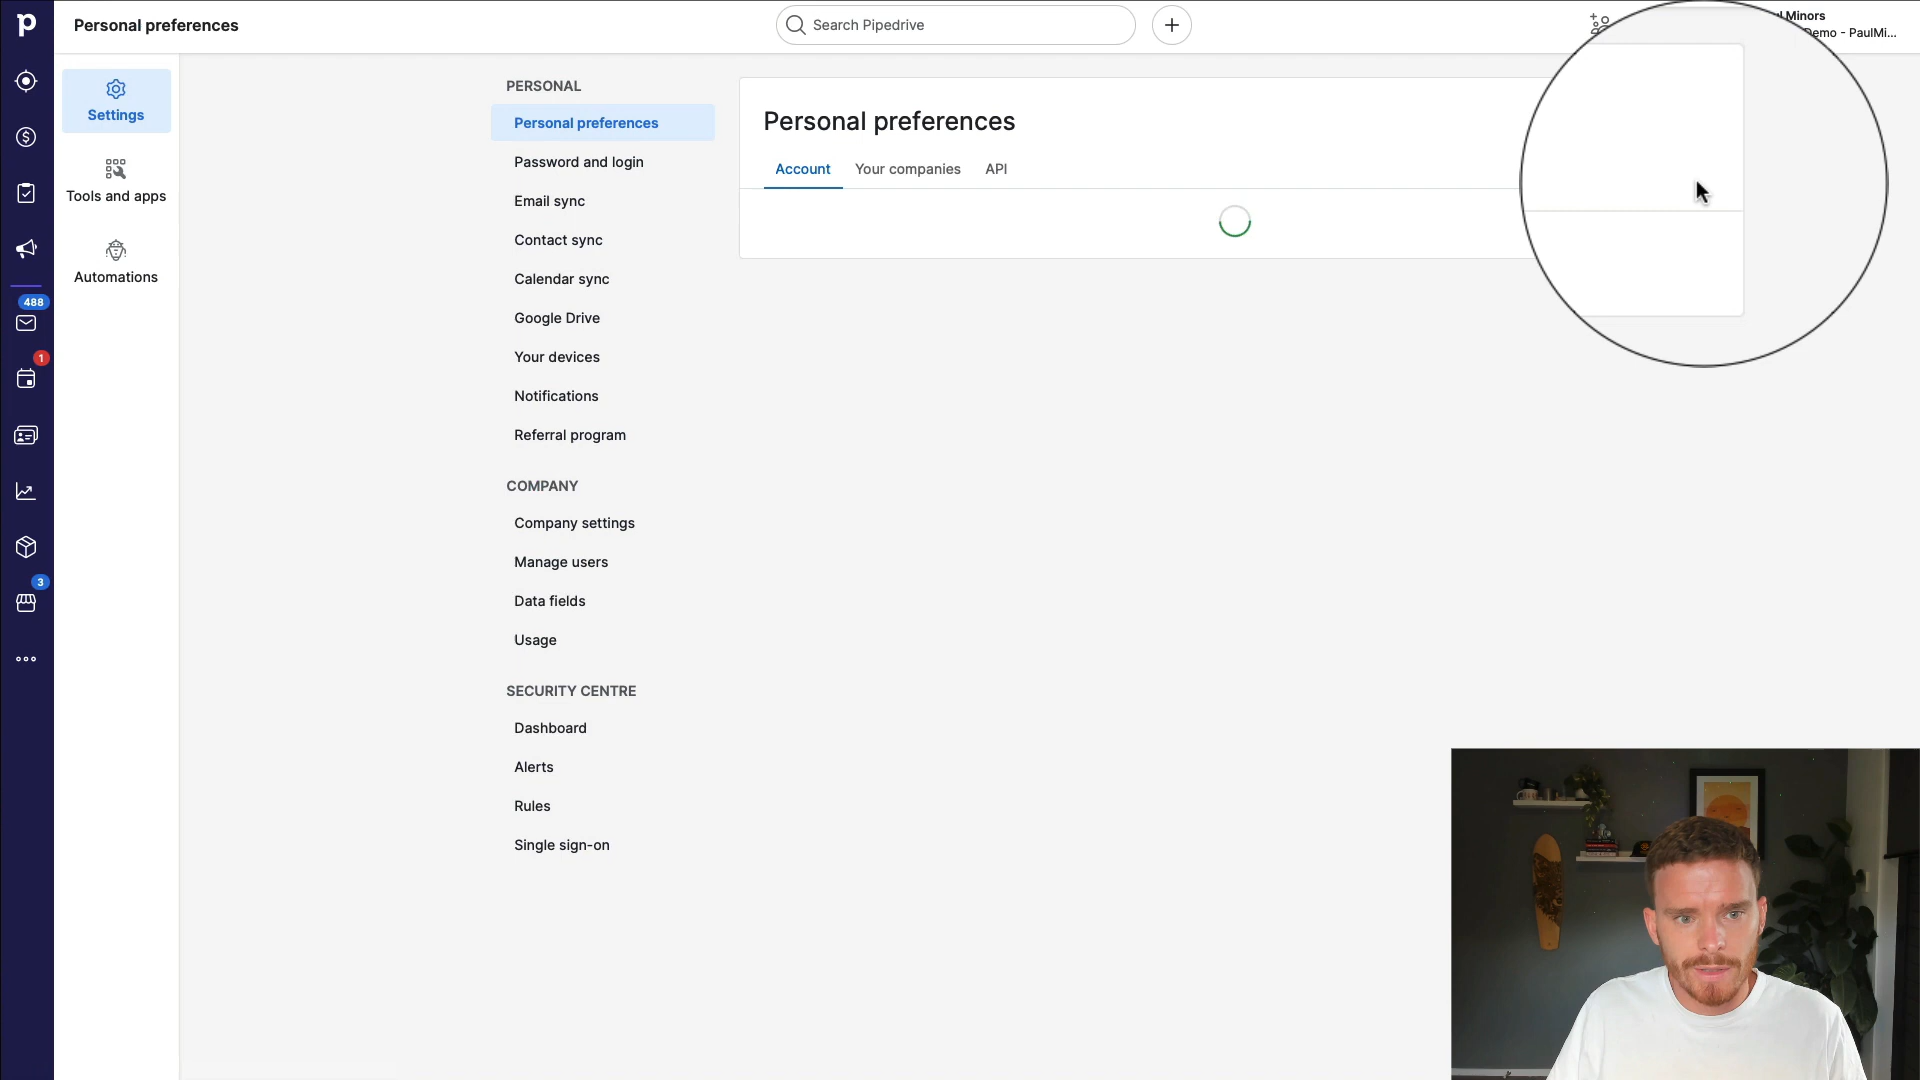 p
Personal preferences
Search Pipedrive
Minors
Demo - PaulMi...
Settings
Tools and apps
Automations
488
1
3
PERSONAL
Personal preferences
Password and login
Email sync
Contact sync
Calendar sync
Google Drive
Your devices
Notifications
Referral program
COMPANY
Company settings
Manage users
Data fields
Usage
SECURITY CENTRE
Dashboard
Alerts
Rules
Single sign-on
Personal preferences
Account
Your companies
API